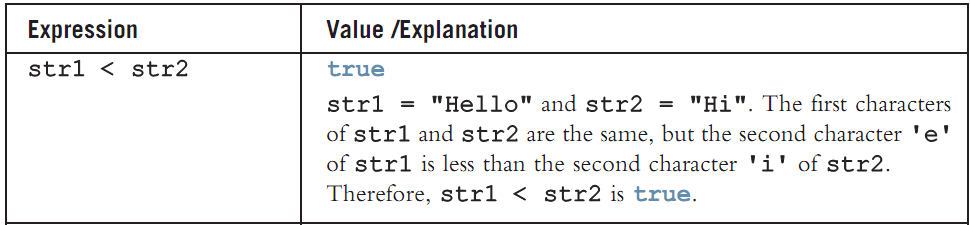 Expression
Value /Explanation
str1 < str2
true
str1 = "Hello" and str2 = "Hi". The first characters
of str1 and str2 are the same, but the second character 'e'
of str1 is less than the second character 'i' of str2.
Therefore, str1 < str2 is true.